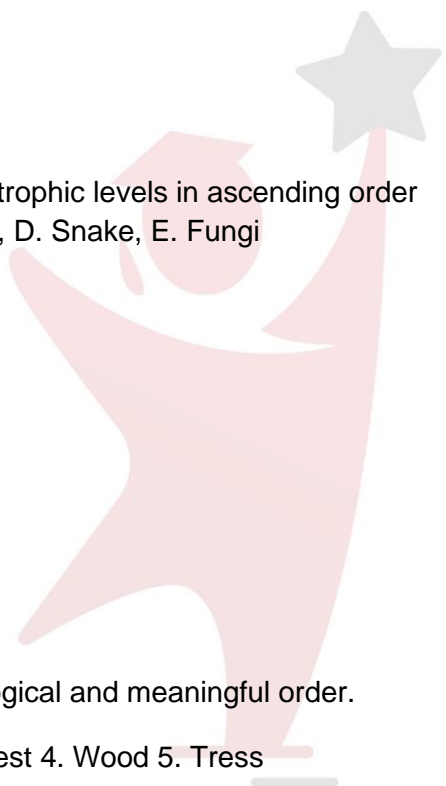 trophic levels in ascending order
, D. Snake, E. Fungi
gical and meaningful order.
est 4. Wood 5. Tress